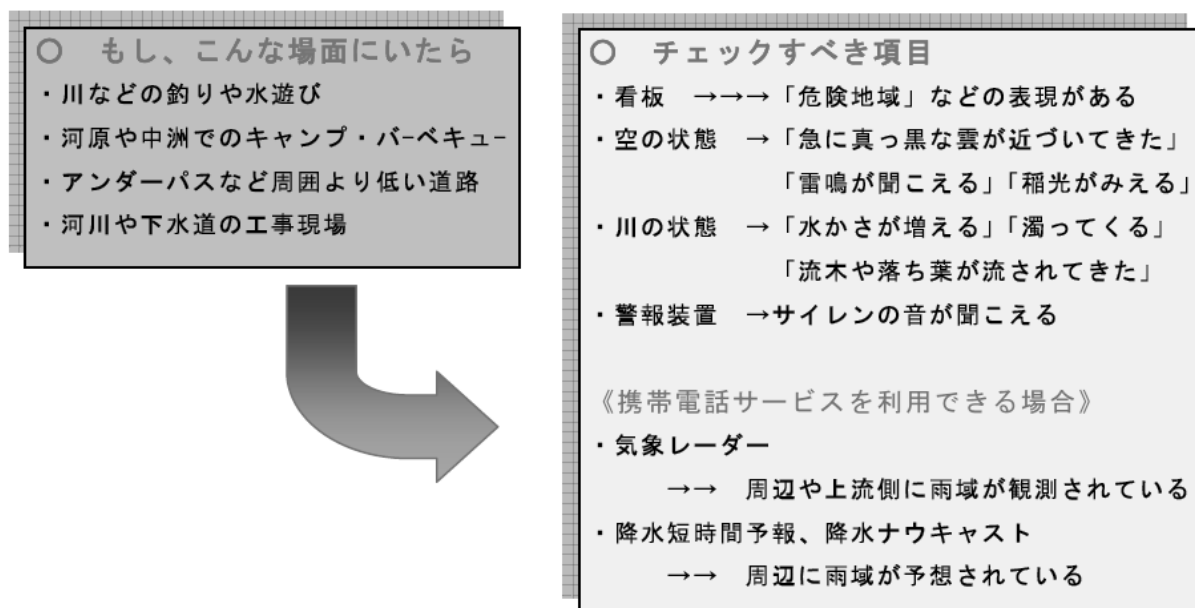 ○ もし、こんな場面にいたら
・川などの釣りや水遊び
・河原や中洲でのキャンプ・バーベキュー
・アンダーパスなど周囲より低い道路
・河川や下水道の工事現場
○ チェックすべき項目
・看板 →→→「危険地域」などの表現がある
・空の状態 →「急に真っ黒な雲が近づいてきた」
「雷鳴が聞こえる」「稲光がみえる」
・川の状態 →「水かさが増える」「濁ってくる」
「流木や落ち葉が流されてきた」
・警報装置 →サイレンの音が聞こえる
《携帯電話サービスを利用できる場合》
・気象レーダー
→→ 周辺や上流側に雨域が観測されている
・降水短時間予報、降水ナウキャスト
→→ 周辺に雨域が予想されている